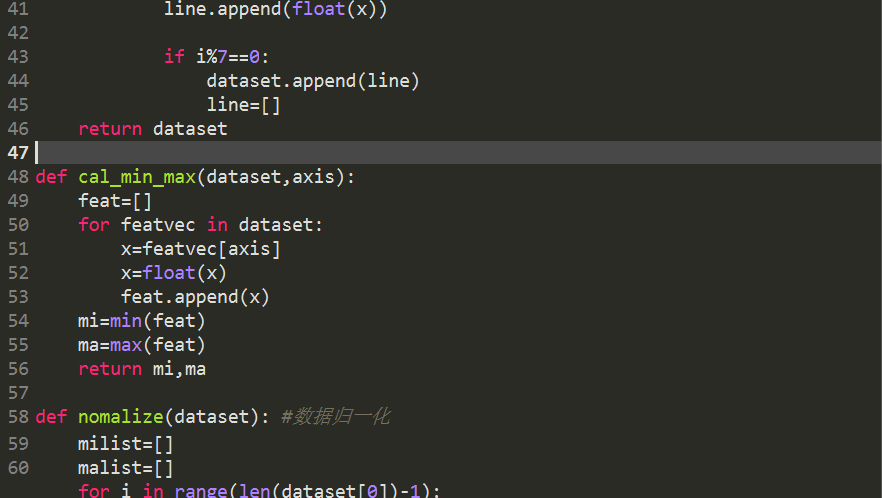 41 line.append(float(x))
42
43 if i%7==0:
44 dataset.append(line)
45 line=[]
46 return dataset
47
48 def cal_min_max(dataset,axis):
49 feat=[]
50 for featvec in dataset:
51 x=featvec[axis]
52 x=float(x)
53 feat.append(x)
54 mi=min(feat)
55 ma=max(feat)
56 return mi,ma
57
58 def nomalize(dataset): #数据归一化
59 milist=[]
60 malist=[]
for i in range(len(dataset[0])-1):